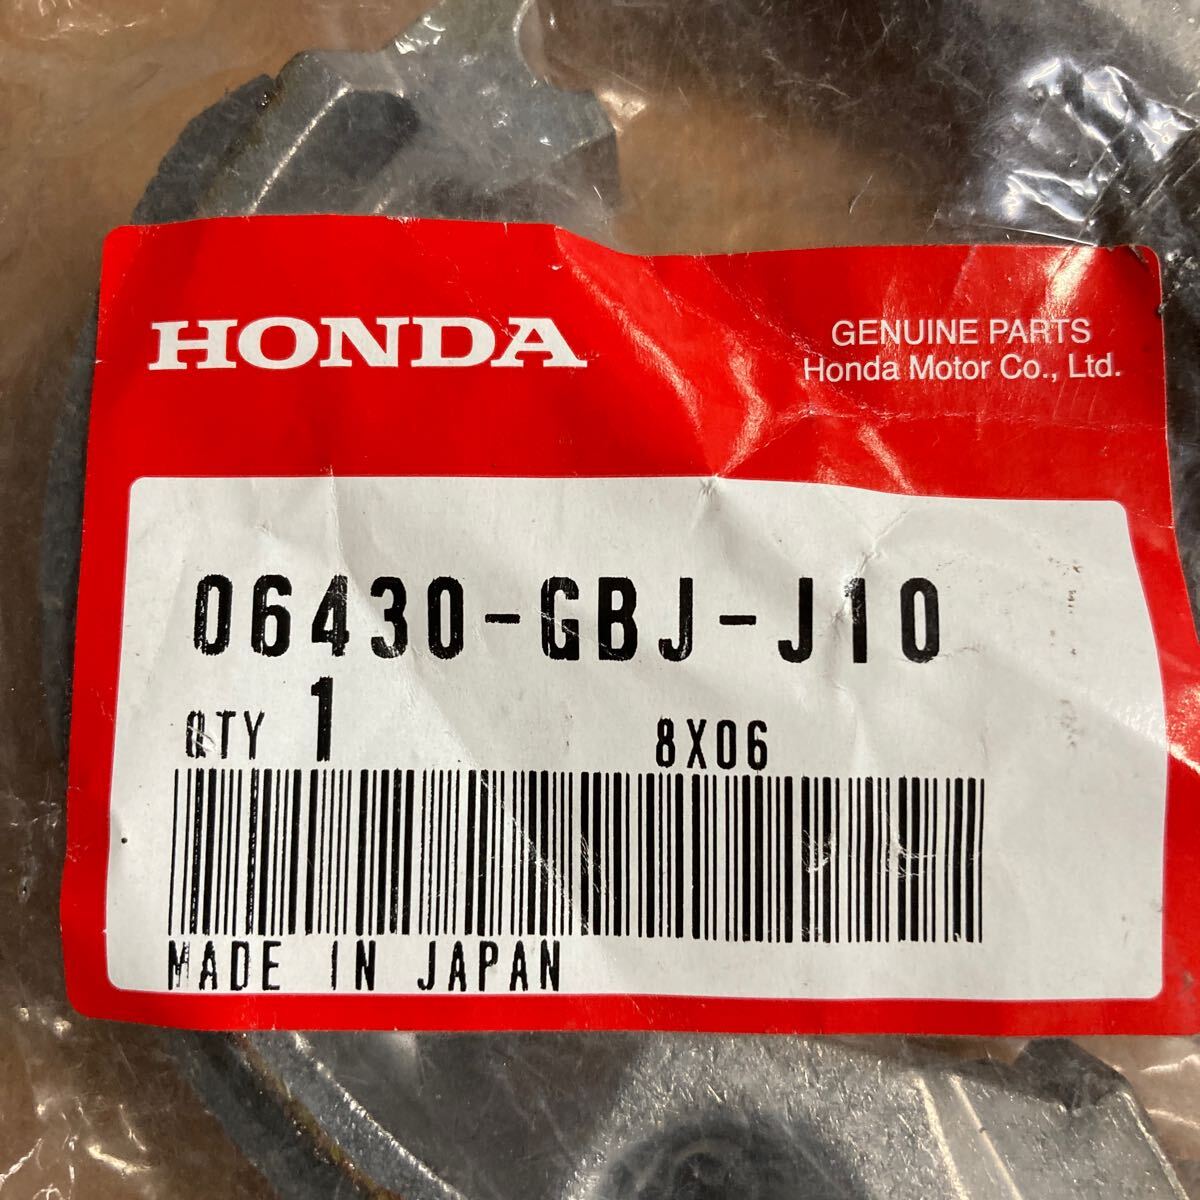 HONDA
GENUINE PARTS
Honda Motor Co., Ltd.
06430-GBJ-J10
QTY 1 8X06
MADE IN JAPAN